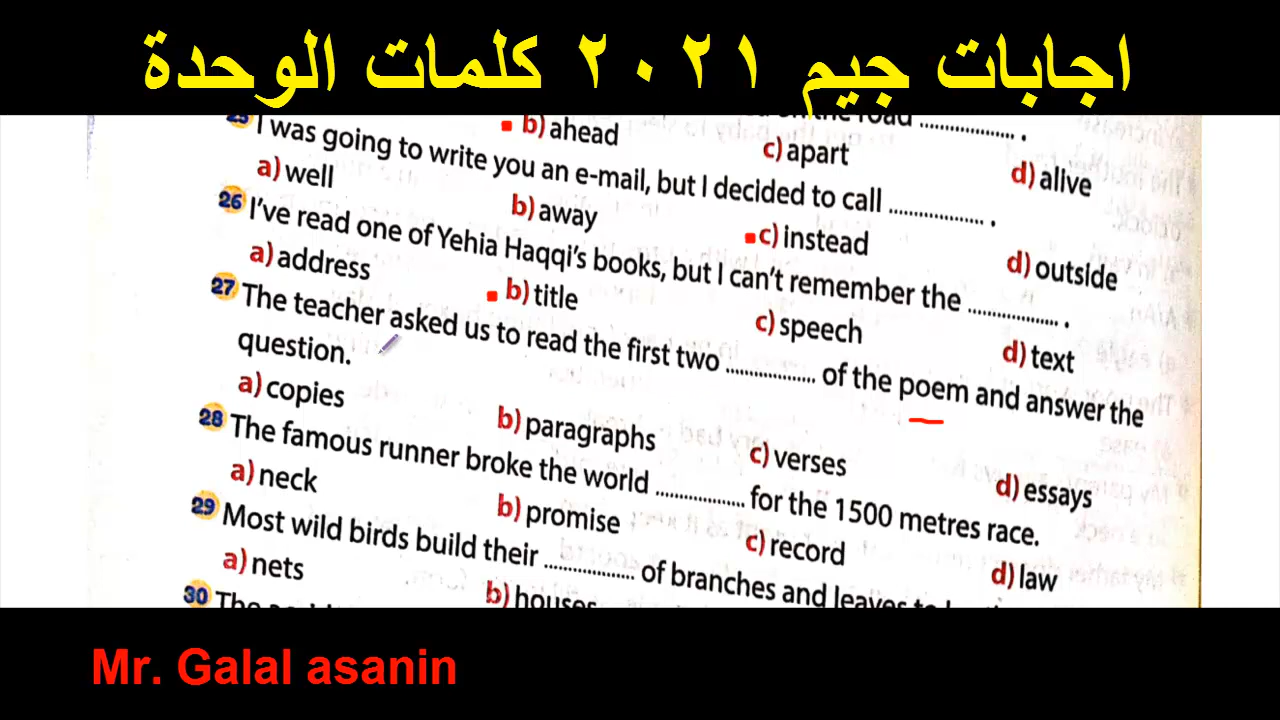 اجابات جيم ٢٠٢١ كلمات الوحدة
on the road .................. .
b) ahead c) apart d) alive
25 I was going to write you an e-mail, but I decided to call .................. .
a) well b) away c) instead d) outside
26 I've read one of Yehia Haqqi's books, but I can't remember the .................. .
a) address b) title c) speech d) text
27 The teacher asked us to read the first two .................. of the poem and answer the
question.
a) copies b) paragraphs c) verses d) essays
28 The famous runner broke the world .................. for the 1500 metres race.
a) neck b) promise c) record d) law
29 Most wild birds build their .................. of branches and leaves
a) nets b) houses
30 The
Mr. Galal asanin